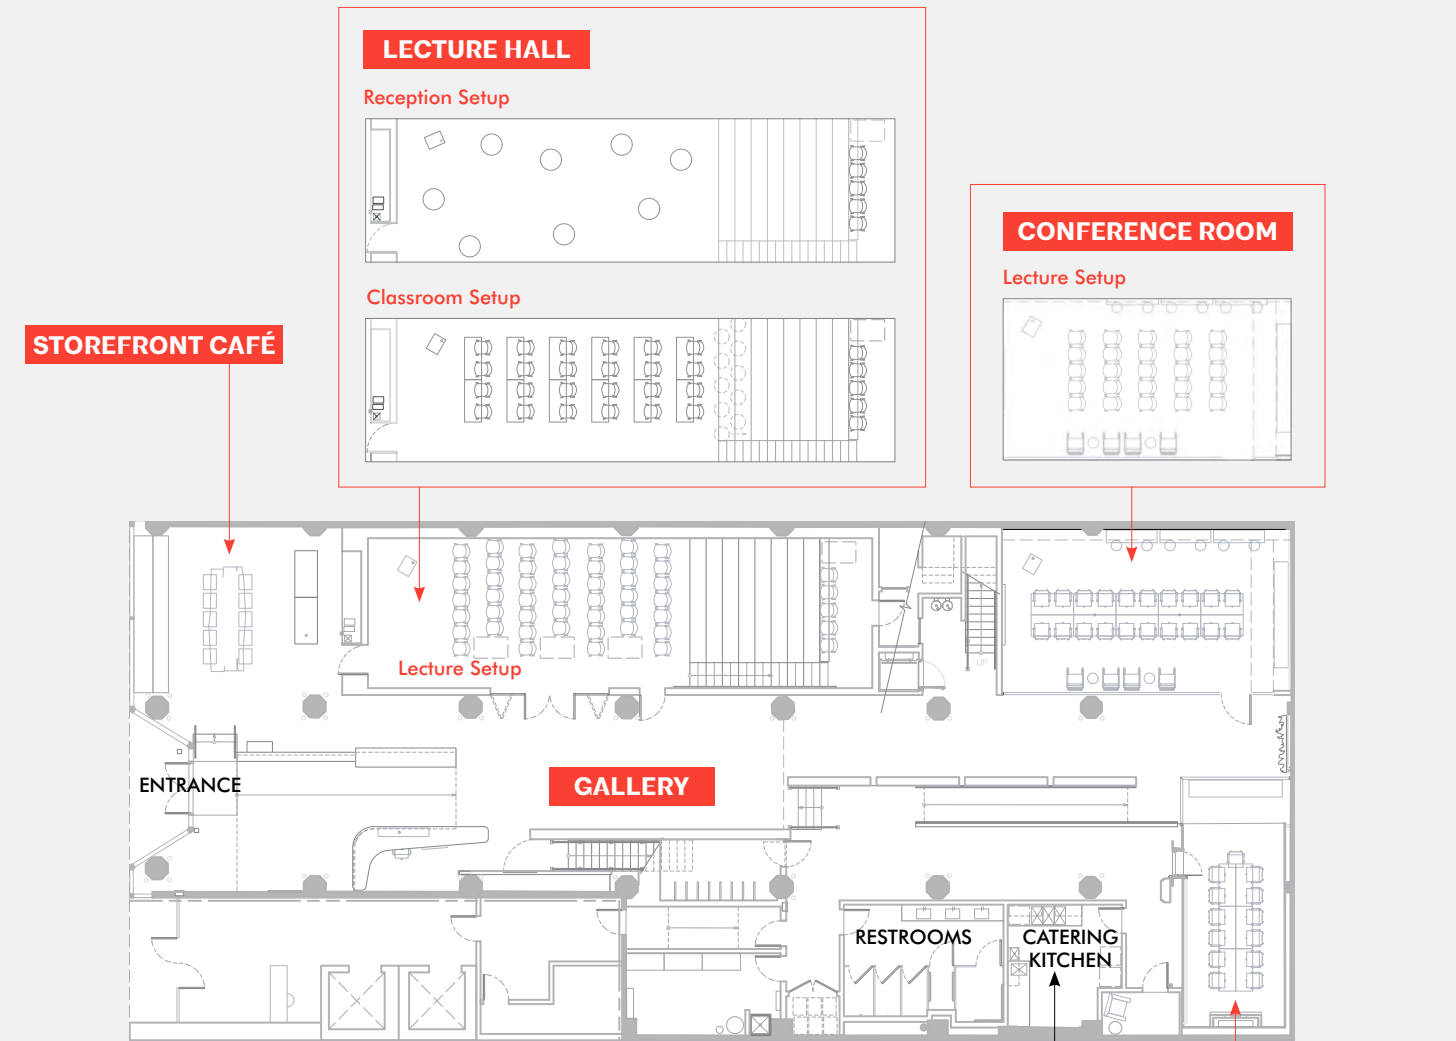 LECTURE HALL
Reception Setup
Classroom Setup
CONFERENCE ROOM
Lecture Setup
STOREFRONT CAFÉ
Lecture Setup
UP
ENTRANCE
GALLERY
RESTROOMS
CATERING
KITCHEN